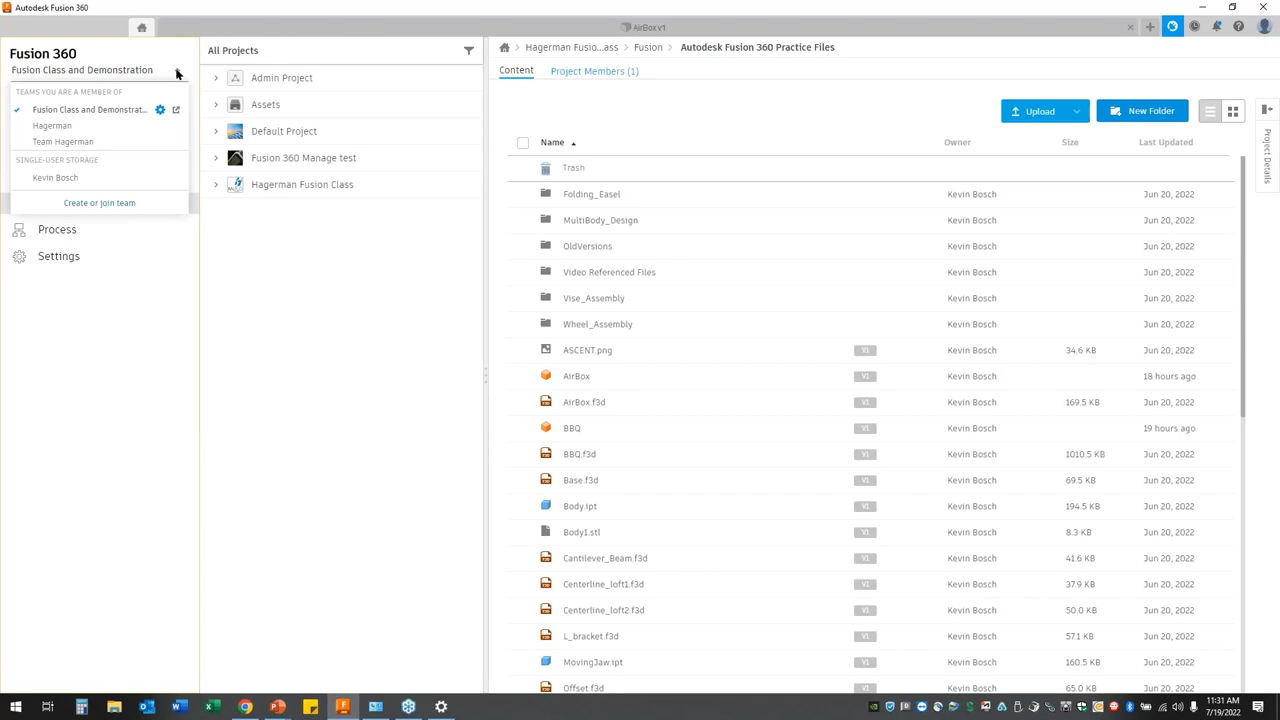 Autodesk Fusion 360
AirBox v1
Fusion 360
Fusion Class and Demonstration
TEAMS YOU ARE A MEMBER OF
Fusion Class and Demonstrat...
Hagerman
Team Hagerman
SINGLE-USER STORAGE
Kevin Bosch
Create or join team
Process
Settings
All Projects
Admin Project
Assets
Default Project
Fusion 360 Manage test
Hagerman Fusion Class
Hagerman Fusio...ass > Fusion > Autodesk Fusion 360 Practice Files
Content Project Members (1)
Upload New Folder
Name Owner Size Last Updated
Trash
Folding_Easel Kevin Bosch Jun 20, 2022
MultiBody_Design Kevin Bosch Jun 20, 2022
OldVersions Kevin Bosch Jun 20, 2022
Video Referenced Files Kevin Bosch Jun 20, 2022
Vise_Assembly Kevin Bosch Jun 20, 2022
Wheel_Assembly Kevin Bosch Jun 20, 2022
ASCENT.png V1 Kevin Bosch 34.6 KB Jun 20, 2022
AirBox V1 Kevin Bosch 18 hours ago
AirBox.f3d V1 Kevin Bosch 169.5 KB Jun 20, 2022
BBQ V1 Kevin Bosch 19 hours ago
BBQ.f3d V1 Kevin Bosch 1010.5 KB Jun 20, 2022
Base.f3d V1 Kevin Bosch 69.5 KB Jun 20, 2022
Body.ipt V1 Kevin Bosch 194.5 KB Jun 20, 2022
Body1.stl V1 Kevin Bosch 8.3 KB Jun 20, 2022
Cantilever_Beam.f3d V1 Kevin Bosch 41.6 KB Jun 20, 2022
Centerline_loft1.f3d V1 Kevin Bosch 37.9 KB Jun 20, 2022
Centerline_loft2.f3d V1 Kevin Bosch 50.0 KB Jun 20, 2022
L_bracket.f3d V1 Kevin Bosch 57.1 KB Jun 20, 2022
MovingJaw.ipt V1 Kevin Bosch 160.5 KB Jun 20, 2022
Offset.f3d V1 Kevin Bosch 65.0 KB Jun 20, 2022
Project Details
11:31 AM
7/19/2022